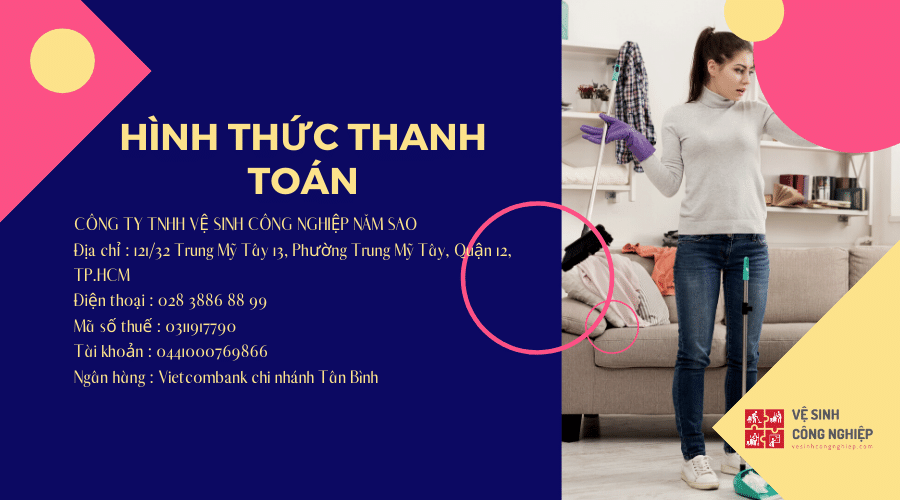 HÌNH THỨC THANH
TOÁN
CÔNG TY TNHH VỆ SINH CÔNG NGHIỆP NĂM SAO
Địa chỉ : 121/32 Trung Mỹ Tây 13, Phường Trung Mỹ Tây, Quận 12,
TP.HCM
Điện thoại : 028 3886 88 99
Mã số thuế : 0311917790
Tài khoản : 0441000769866
Ngân hàng : Vietcombank chi nhánh Tân Bình
VỆ SINH
CÔNG NGHIỆP
vesinhcongnghiep.com